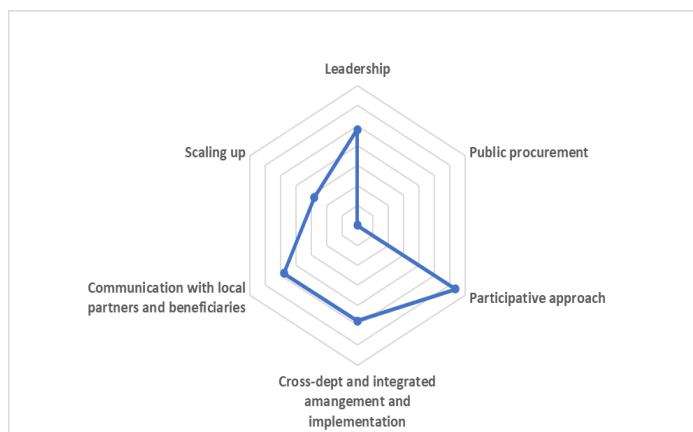 Leadership
Scaling up
Public procurement
Communication with local
partners and beneficiaries
Participative approach
Cross-dept and integrated
amangement and
implementation